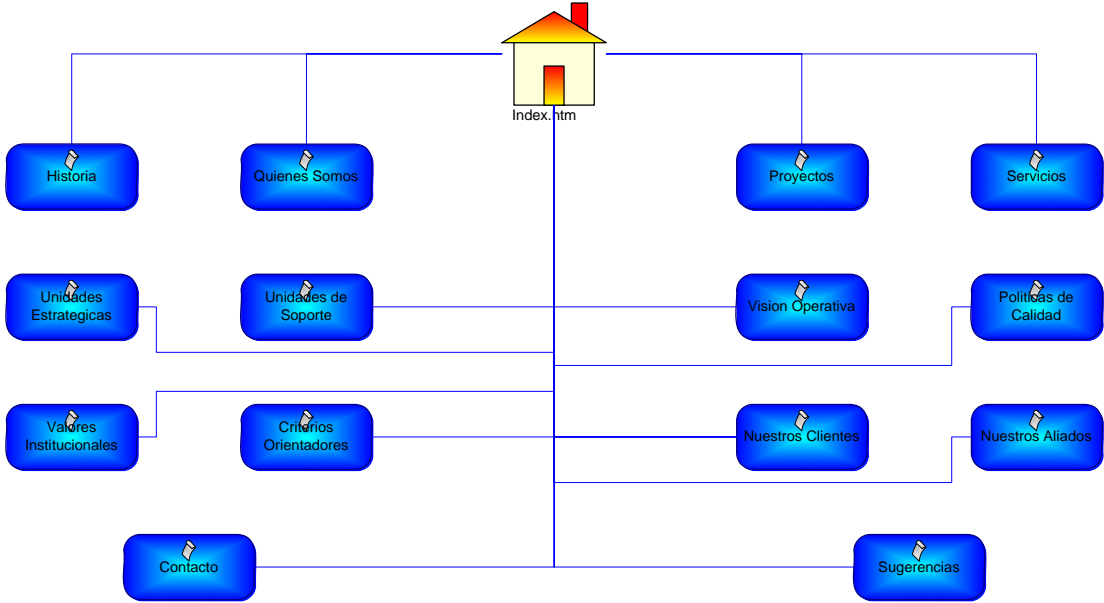 Index.htm
Historia
Quienes Somos
Proyectos
Servicios
Unidades
Estrategicas
Unidades de
Soporte
Vision Operativa
Politicas de
Calidad
Valores
Institucionales
Criterios
Orientadores
Nuestros Clientes
Nuestros Aliados
Contacto
Sugerencias